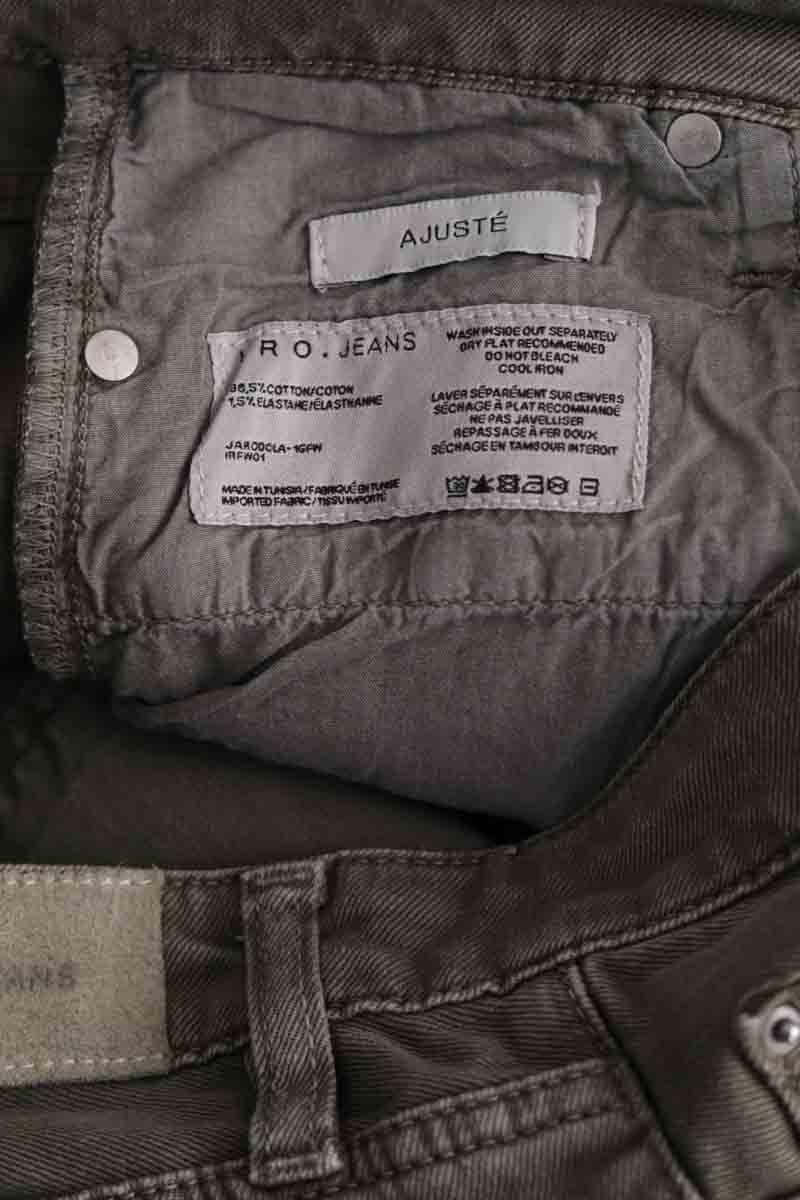 AJUSTÉ
RO.JEANS
WASH INSIDE OUT SEPARATELY
DRY FLAT RECOMMENDED
DO NOT BLEACH
COOL IRON
98,5% COTTON/COTON
1,5% ELASTANE/ÉLASTHANNE
LAVER SÉPARÉMENT SUR L'ENVERS
SÉCHAGE À PLAT RECOMMANDÉ
NE PAS JAVELLISER
REPASSAGE À FER DOUX
SÉCHAGE EN TAMBOUR INTERDIT
IRFW01
MADE IN TUNISIA/FABRIQUÉ EN TUNISIE
IMPORTED FABRIC/TISSU IMPORTÉ
EANS